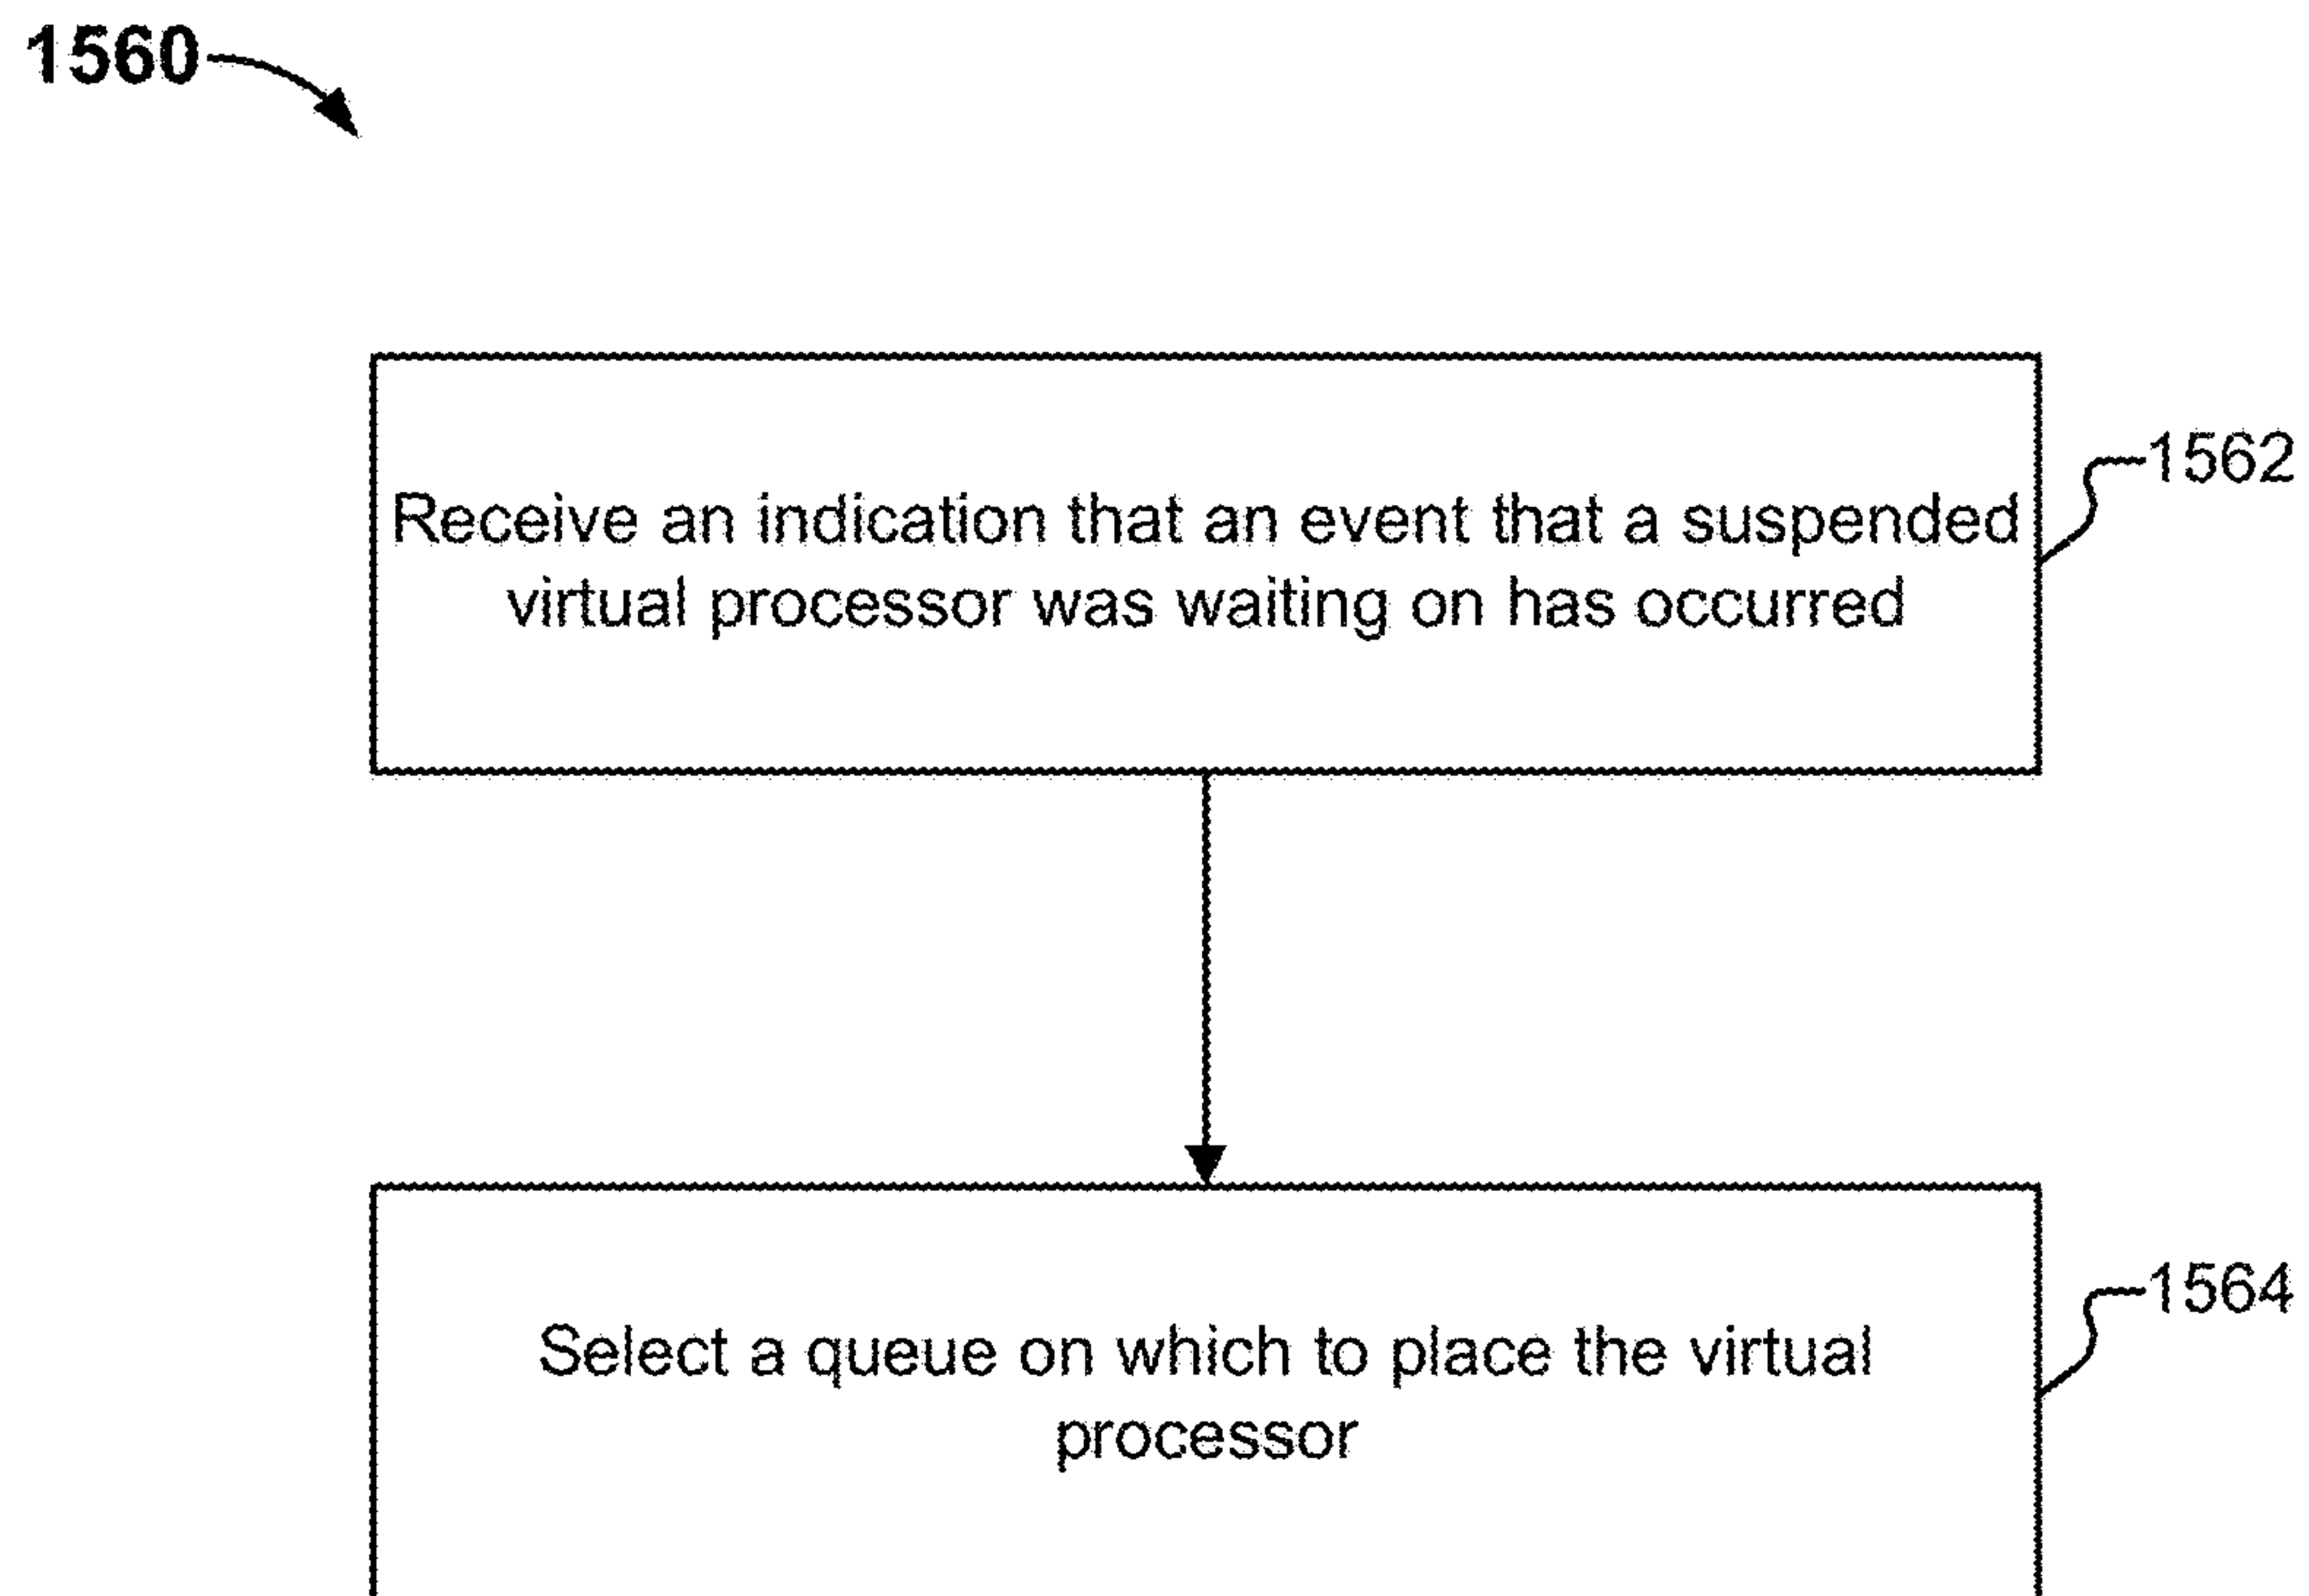 1560
Receive an indication that an event that a suspended
virtual processor was waiting on has occurred
1562
Select a queue on which to place the virtual
processor
1564